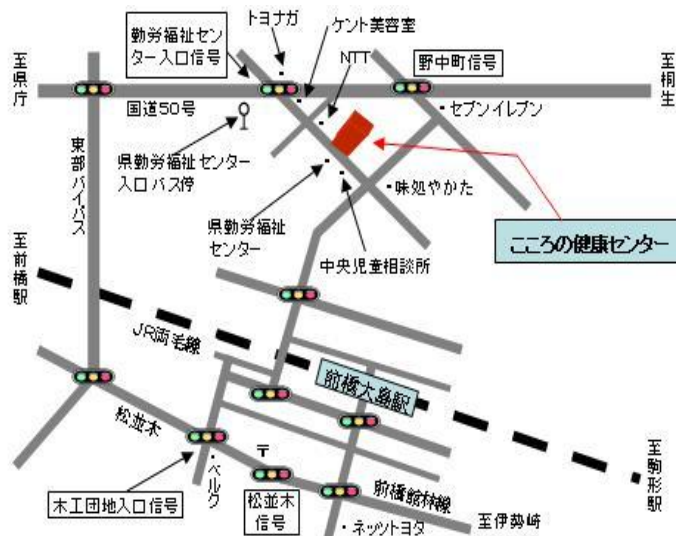 トヨナガ
ケント美容室
勤労福祉セン
ター入口信号
NTT
野中町信号
至県庁
至桐生
国道50号
セブンイレブン
東部バイパス
県勤労福祉センター
入口バス停
県勤労福祉
センター
味処やかた
中央児童相談所
こころの健康センター
至前橋駅
JR両毛線
前橋大島駅
松並木
〒
ベルク
木工団地入口信号
松並木
信号
前橋館林線
ネッツトヨタ
至伊勢崎
至駒形駅